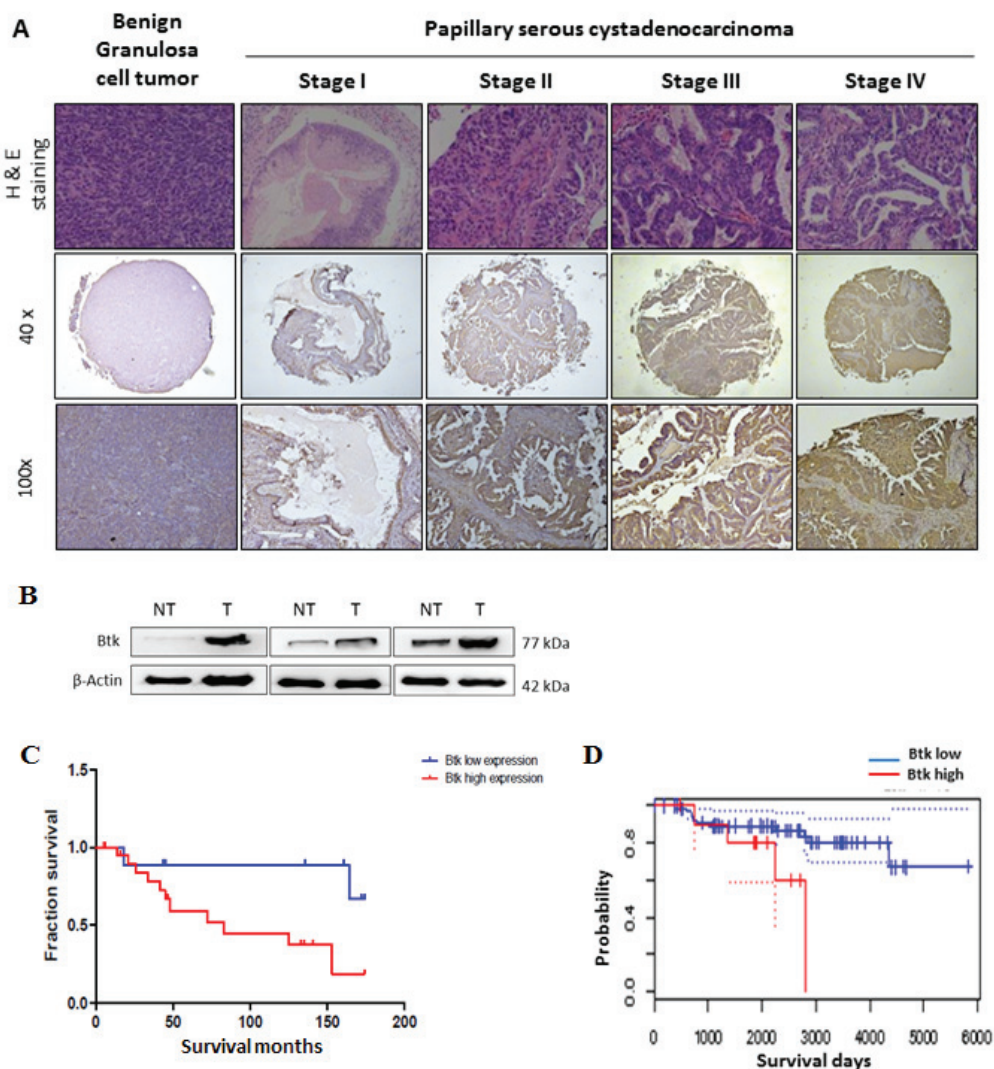 A
Benign
Granulosa
cell tumor
Papillary serous cystadenocarcinoma
Stage I
Stage II
Stage III
Stage IV
H & E
staining
40 x
100x
B
NT
T
NT
T
NT
T
Btk
77 kDa
β-Actin
42 kDa
C
Btk low expression
Btk high expression
Fraction survival
1.5
1.0
0.5
0.0
0
50
100
150
200
Survival months
D
Btk low
Btk high
Probability
0.8
0.4
0.0
0
1000
2000
3000
4000
5000
6000
Survival days